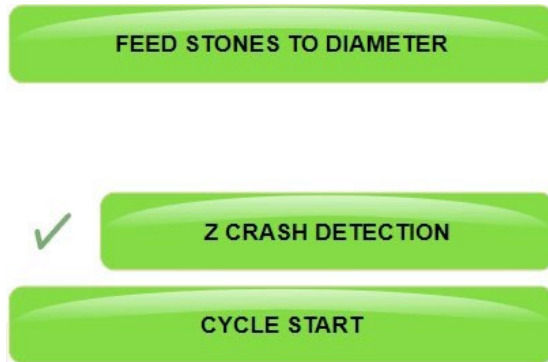 FEED STONES TO DIAMETER
Z CRASH DETECTION
CYCLE START